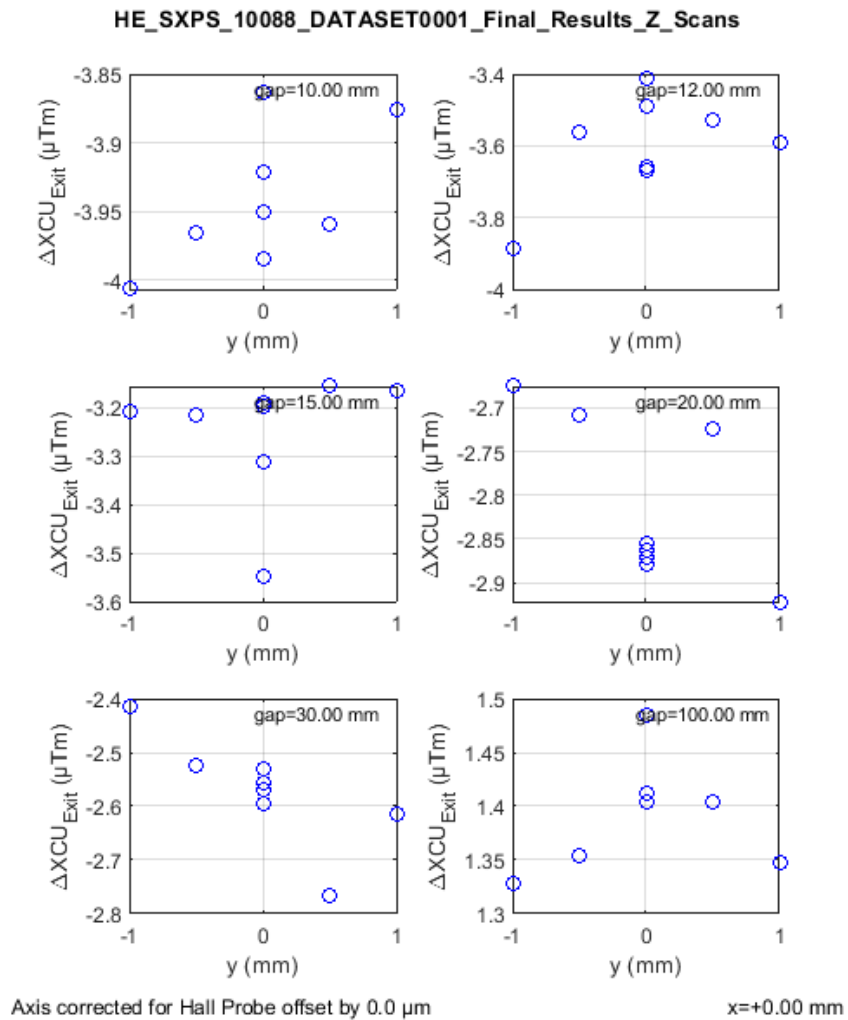 HE_SXPS_10088_DATASET0001_Final_Results_Z_Scans
gap=10.00 mm
ΔXCU_Exit (µTm)
-3.85
-3.9
-3.95
-4
-1 0 1
y (mm)
gap=12.00 mm
ΔXCU_Exit (µTm)
-3.4
-3.6
-3.8
-4
-1 0 1
y (mm)
gap=15.00 mm
ΔXCU_Exit (µTm)
-3.2
-3.3
-3.4
-3.5
-3.6
-1 0 1
y (mm)
gap=20.00 mm
ΔXCU_Exit (µTm)
-2.7
-2.75
-2.8
-2.85
-2.9
-1 0 1
y (mm)
gap=30.00 mm
ΔXCU_Exit (µTm)
-2.4
-2.5
-2.6
-2.7
-2.8
-1 0 1
y (mm)
gap=100.00 mm
ΔXCU_Exit (µTm)
1.5
1.45
1.4
1.35
1.3
-1 0 1
y (mm)
Axis corrected for Hall Probe offset by 0.0 µm
x=+0.00 mm